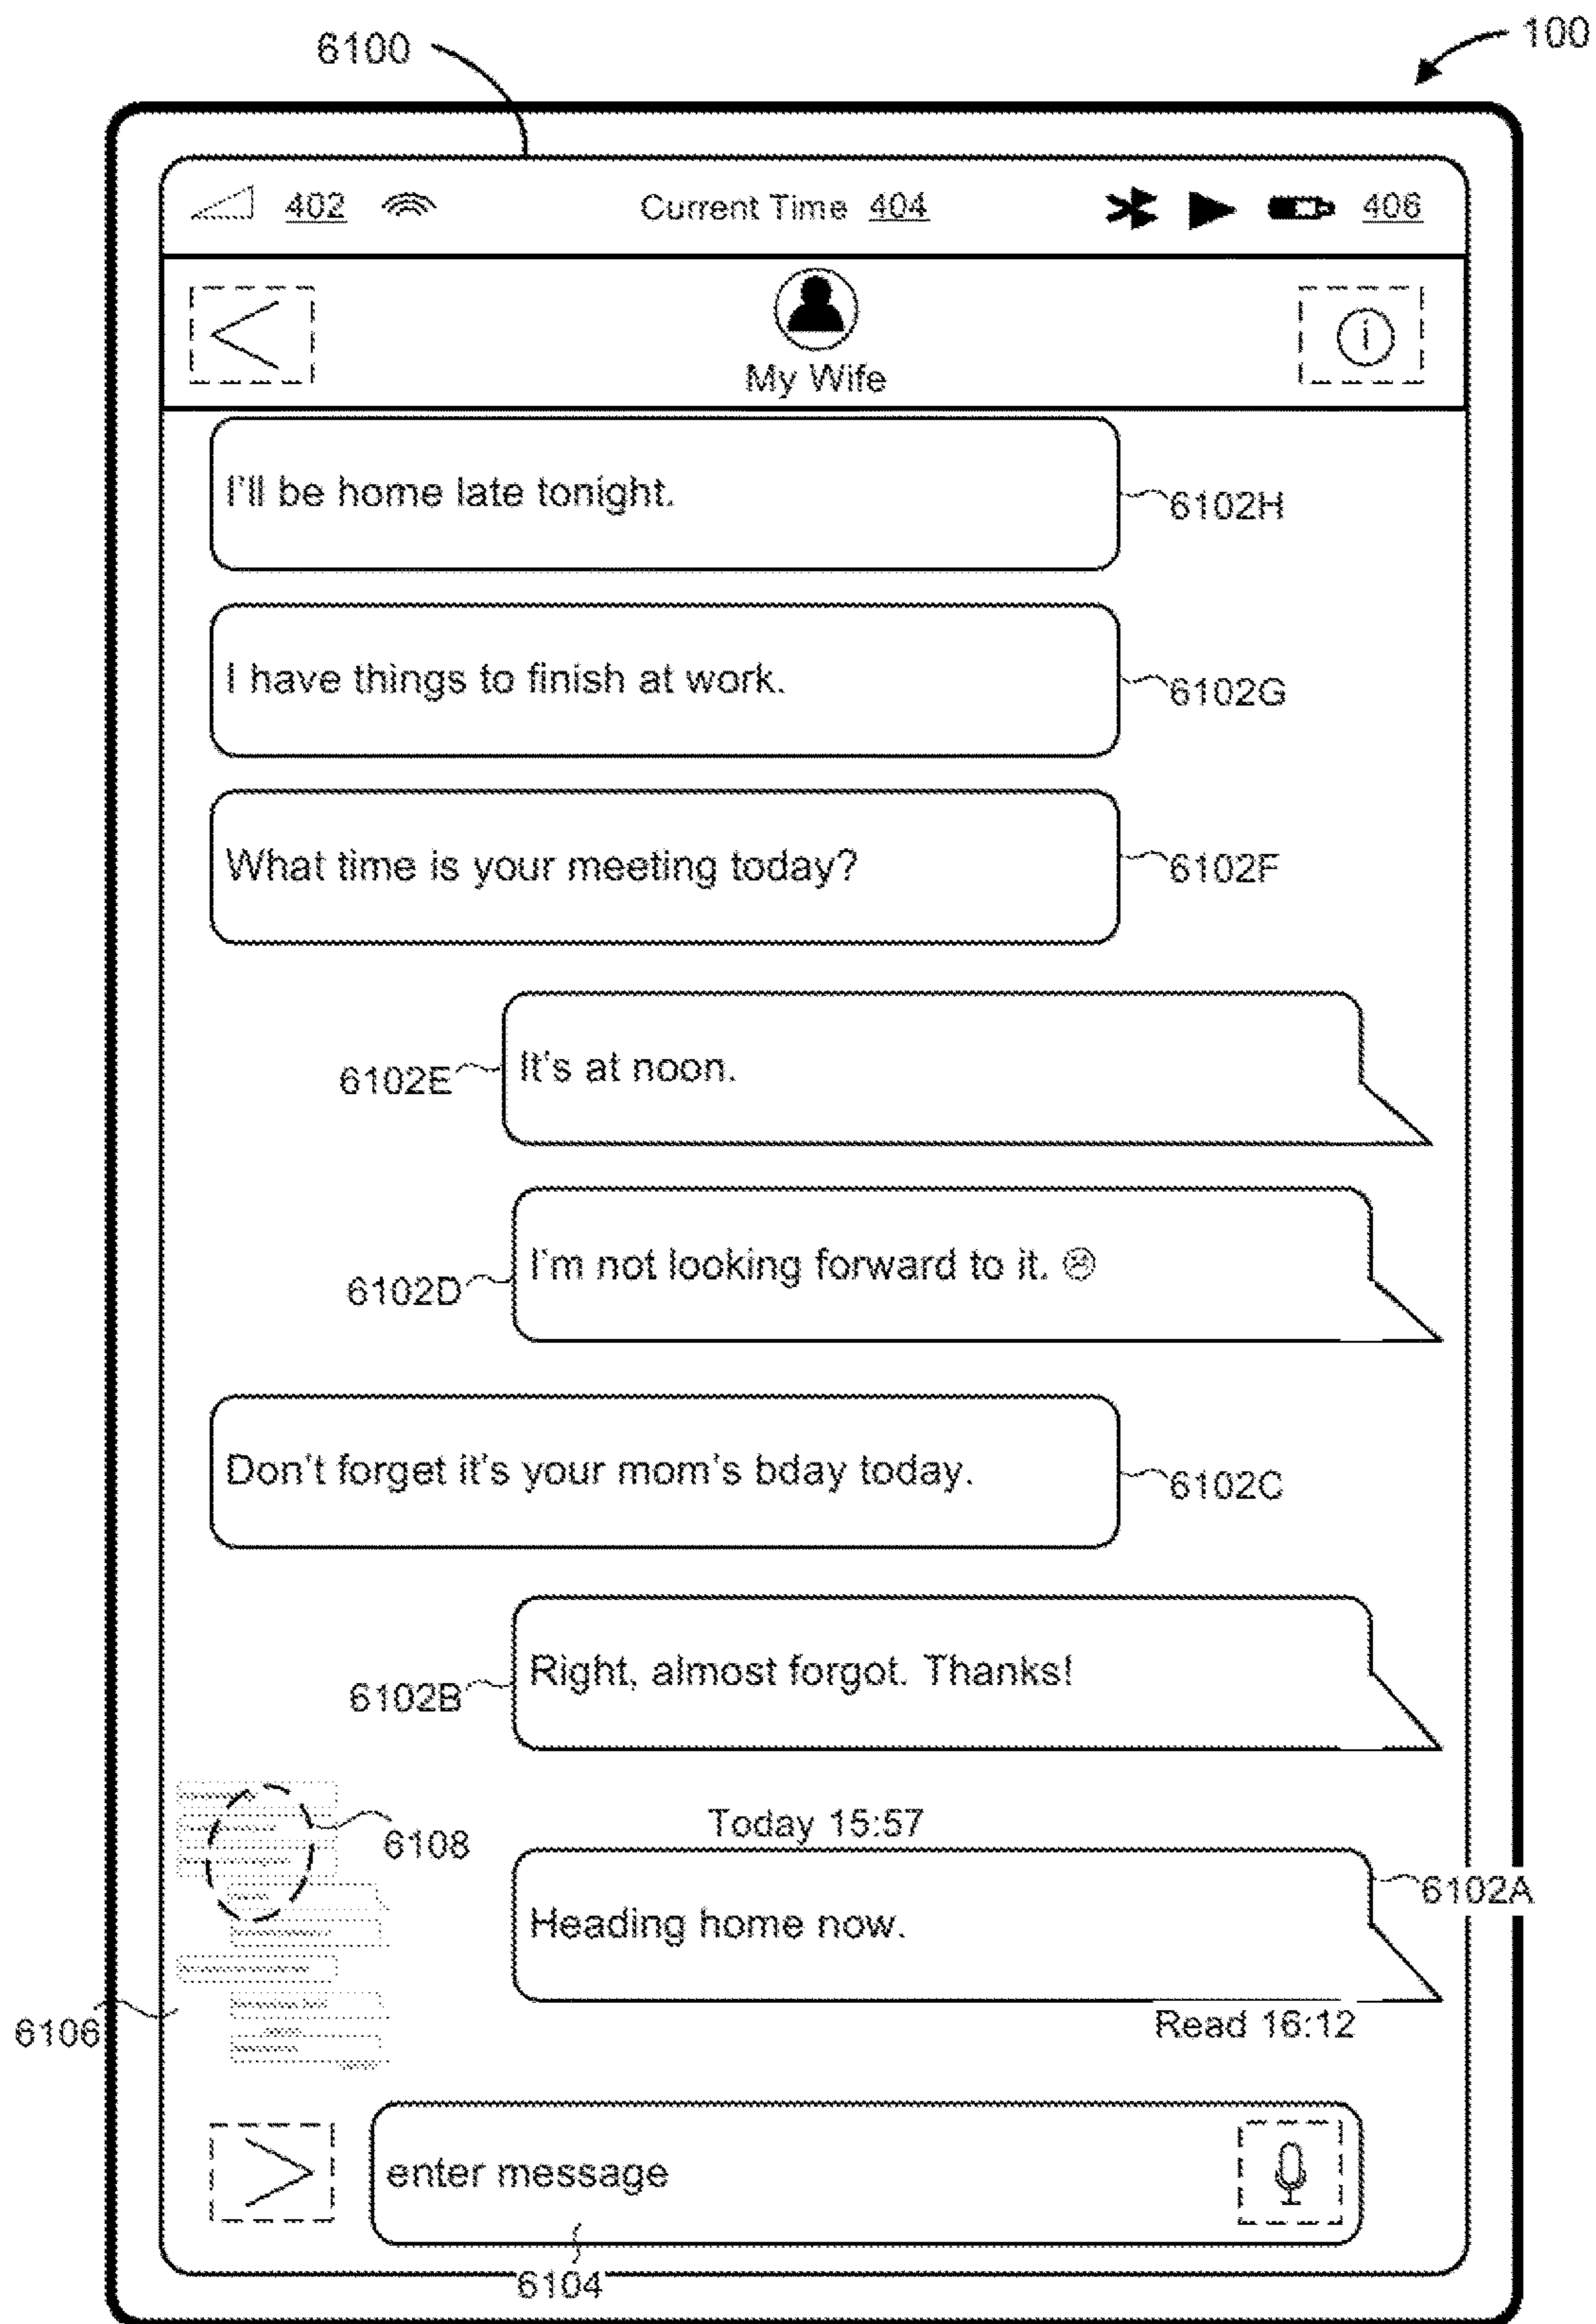 6100
100
402 Current Time 404 406
My Wife
I'll be home late tonight.
6102H
I have things to finish at work.
6102G
What time is your meeting today?
6102F
It's at noon.
6102E
I'm not looking forward to it. ☹
6102D
Don't forget it's your mom's bday today.
6102C
Right, almost forgot. Thanks!
6102B
6108
Today 15:57
6102A
Heading home now.
6106
Read 16:12
enter message
6104